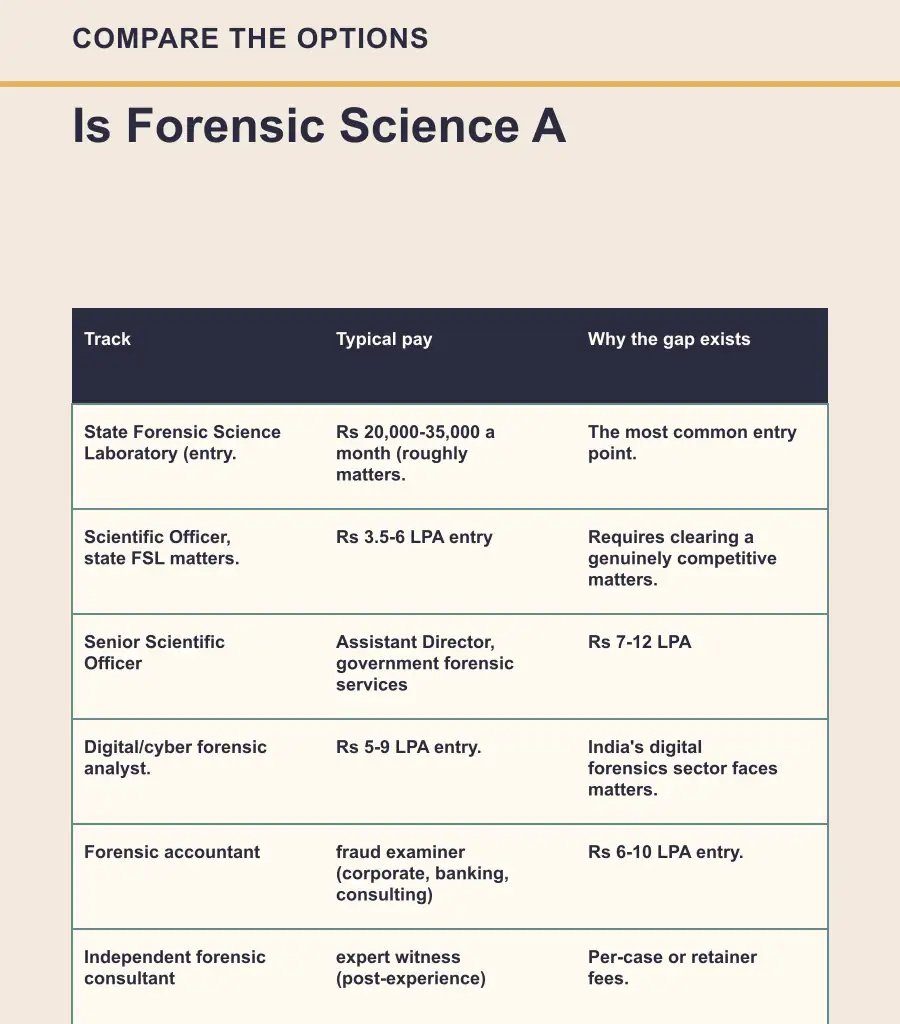 COMPARE THE OPTIONS
Is Forensic Science A
Track
Typical pay
Why the gap exists
State Forensic Science
Laboratory (entry.
Rs 20,000-35,000 a
month (roughly
matters.
The most common entry
point.
Scientific Officer,
state FSL matters.
Rs 3.5-6 LPA entry
Requires clearing a
genuinely competitive
matters.
Senior Scientific
Officer
Assistant Director,
government forensic
services
Rs 7-12 LPA
Digital/cyber forensic
analyst.
Rs 5-9 LPA entry.
India's digital
forensics sector faces
matters.
Forensic accountant
fraud examiner
(corporate, banking,
consulting)
Rs 6-10 LPA entry.
Independent forensic
consultant
expert witness
(post-experience)
Per-case or retainer
fees.